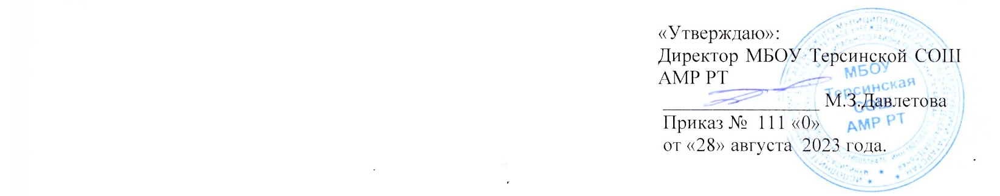 «Утверждаю»:
Директор МБОУ Терсинской СОШ
АМР РТ
М.З.Давлетова
Приказ № 111 «0»
от «28» августа 2023 года.
МБОУ
Терсинская
СОШ
АМР РТ